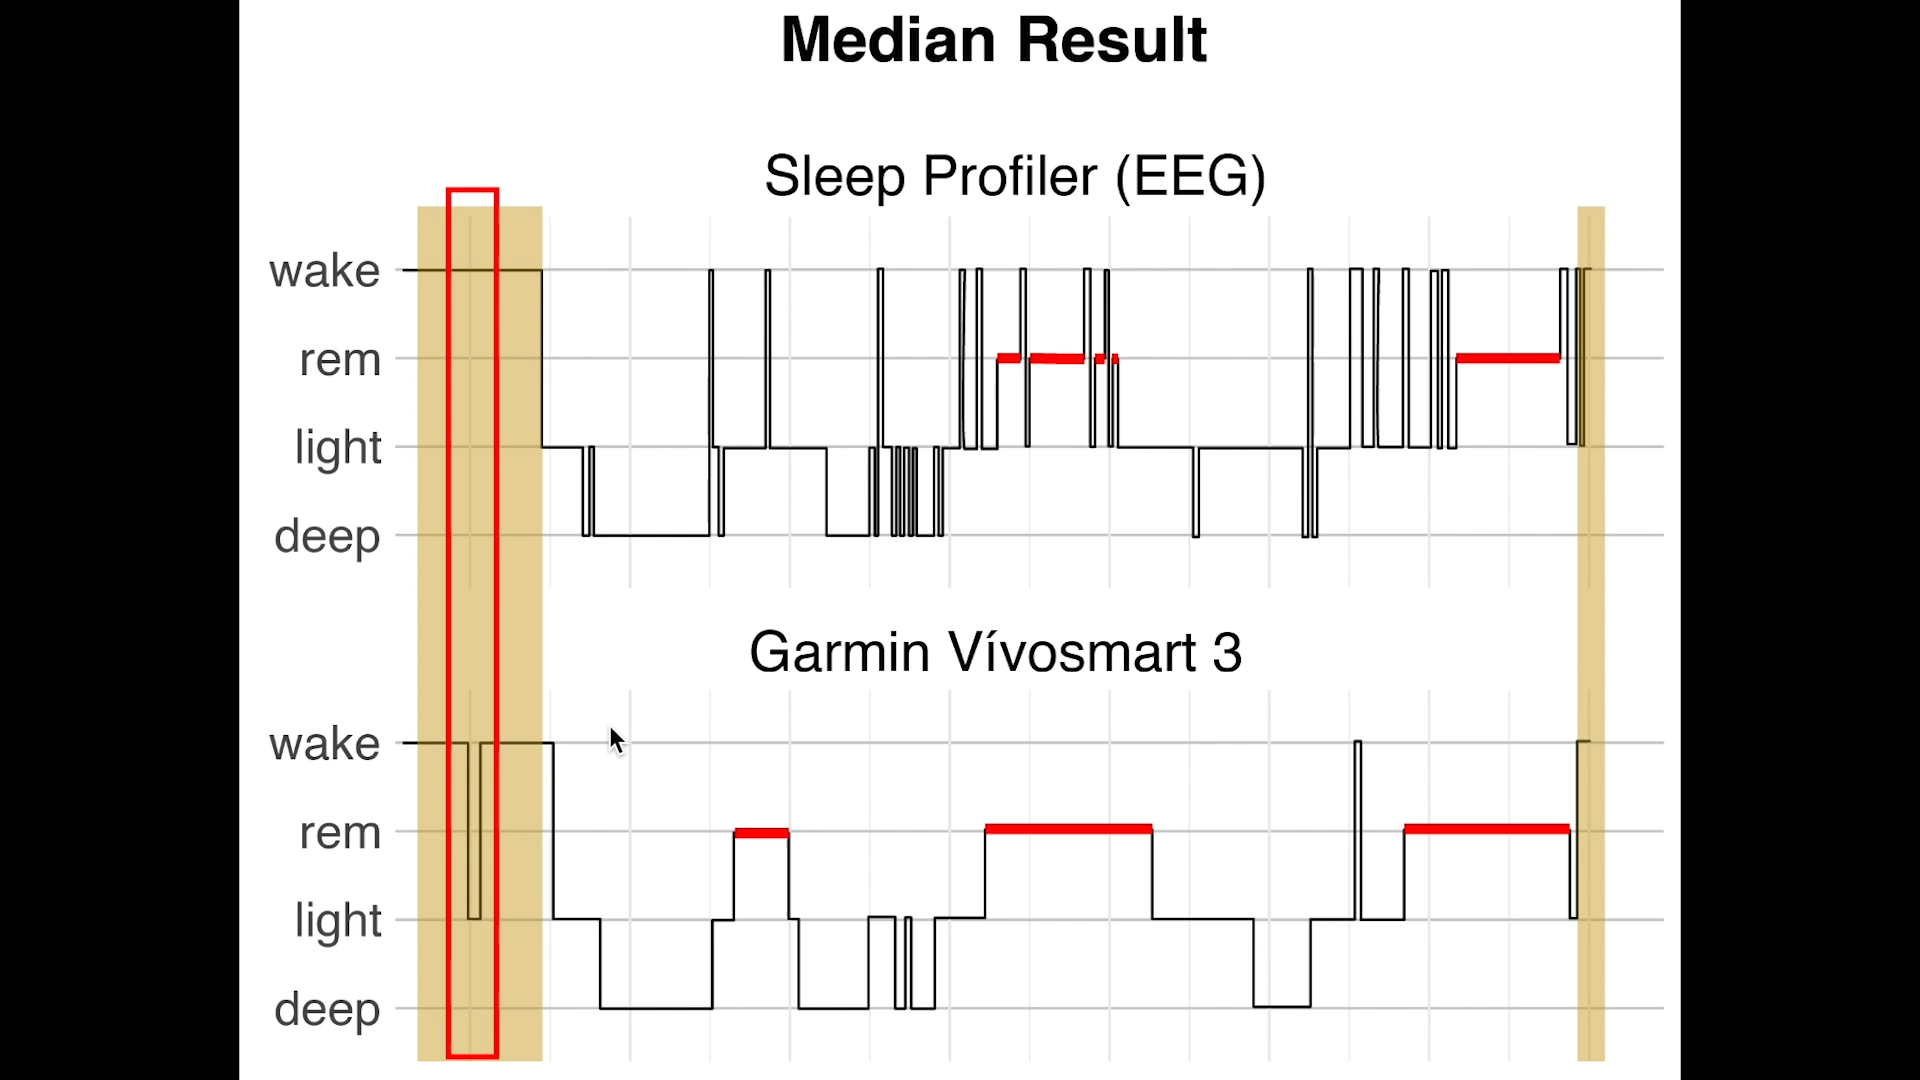 Median Result
Sleep Profiler (EEG)
wake
rem
light
deep
Garmin Vívosmart 3
wake
rem
light
deep